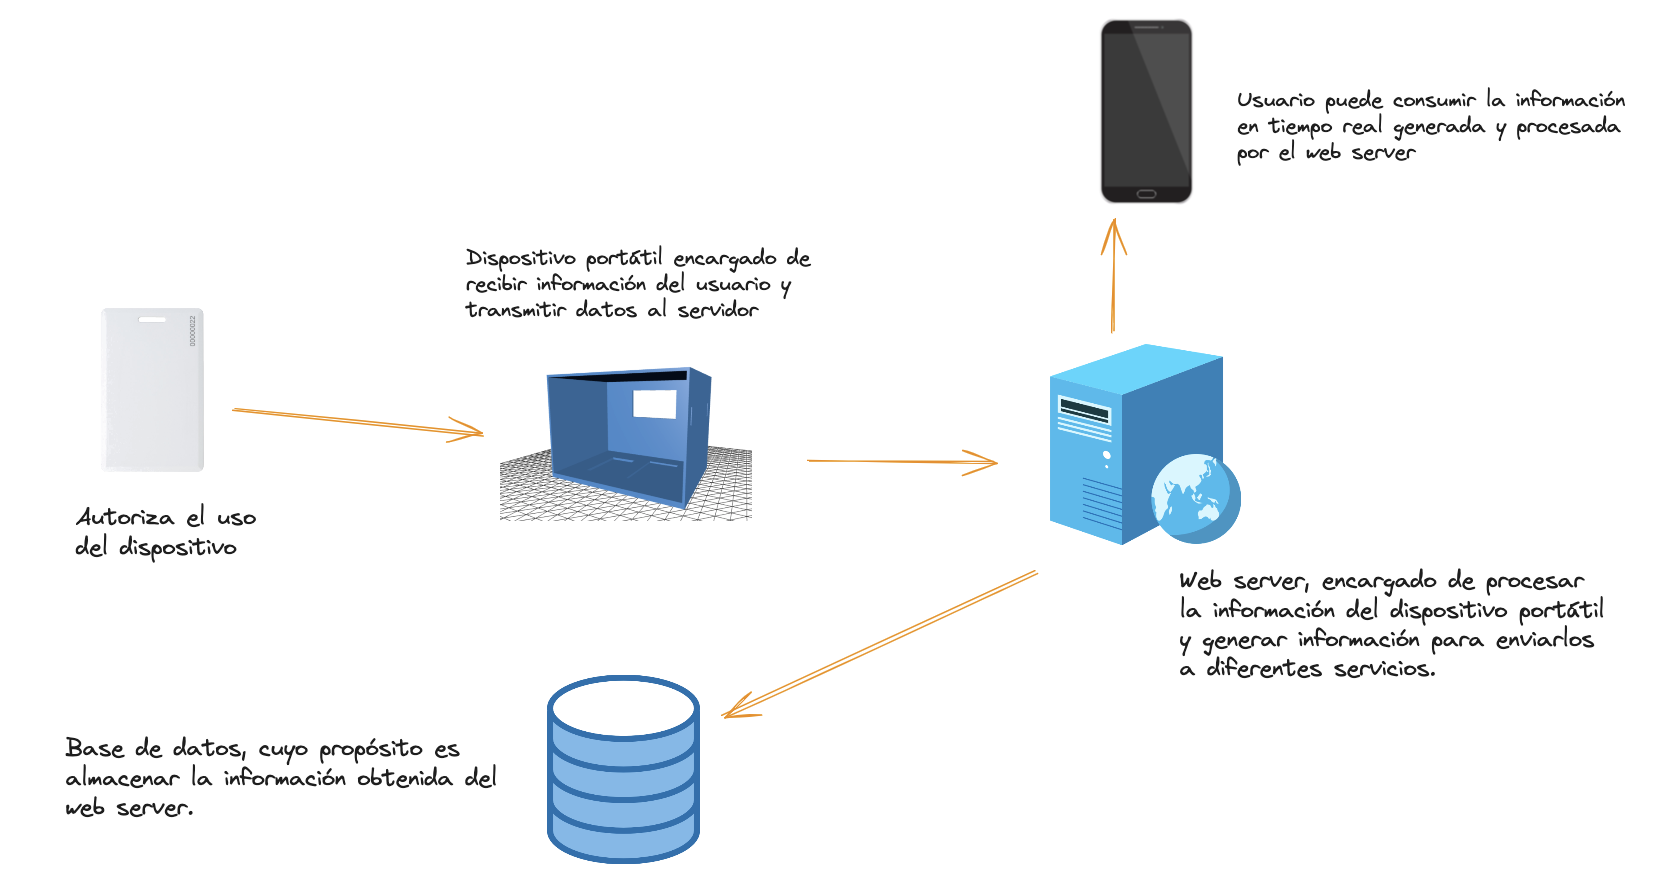 Usuario puede consumir la información
en tiempo real generada y procesada
por el web server
Dispositivo portátil encargado de
recibir información del usuario y
transmitir datos al servidor
00000022
Autoriza el uso
del dispositivo
Web server, encargado de procesar
la información del dispositivo portátil
y generar información para enviarlos
a diferentes servicios.
Base de datos, cuyo propósito es
almacenar la información obtenida del
web server.